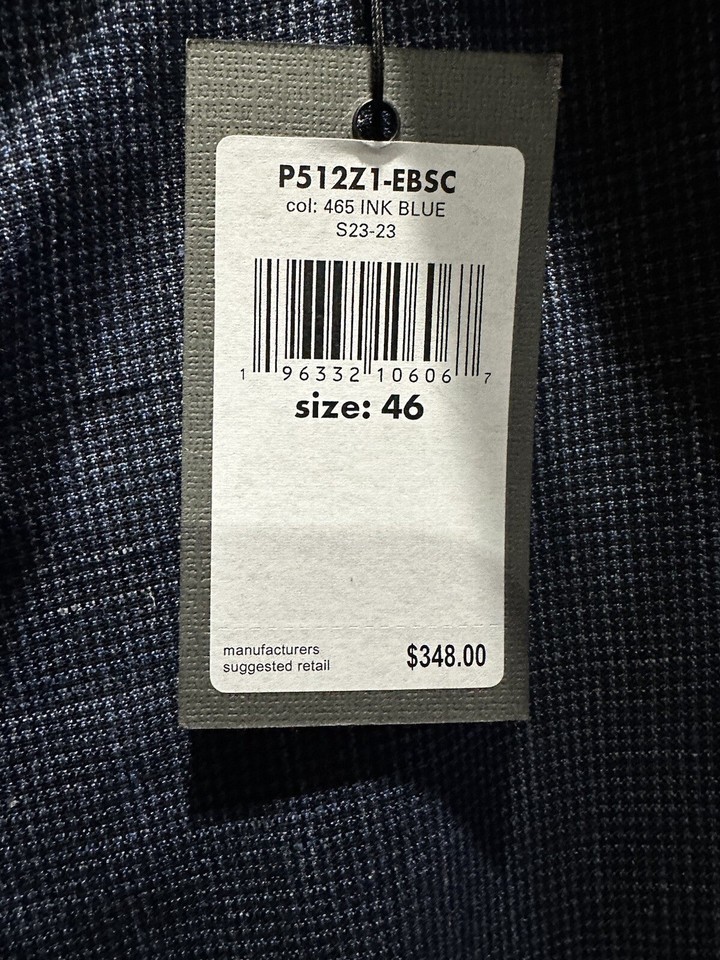 P512Z1-EBSC
col: 465 INK BLUE
S23-23
1 96332 10606 7
size: 46
manufacturers
suggested retail
$348.00